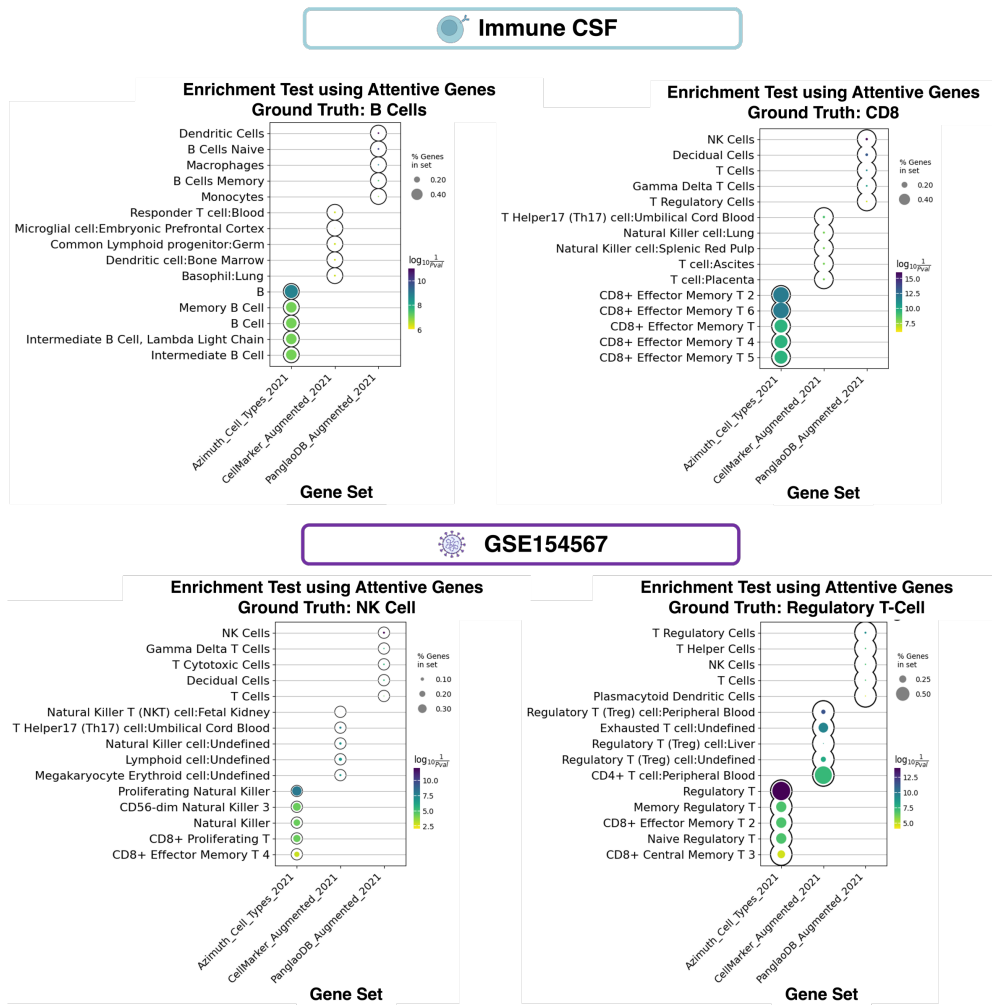 Immune CSF
Enrichment Test using Attentive Genes
Ground Truth: B Cells
Dendritic Cells
B Cells Naive
Macrophages
B Cells Memory
Monocytes
Responder T cell:Blood
Microglial cell:Embryonic Prefrontal Cortex
Common Lymphoid progenitor:Germ
Dendritic cell:Bone Marrow
Basophil:Lung
B
Memory B Cell
B Cell
Intermediate B Cell, Lambda Light Chain
Intermediate B Cell
% Genes
in set
0.20
0.40
log10 1/Pval
10
8
6
Azimuth_Cell_Types_2021
CellMarker_Augmented_2021
PanglaoDB_Augmented_2021
Gene Set
Enrichment Test using Attentive Genes
Ground Truth: CD8
NK Cells
Decidual Cells
T Cells
Gamma Delta T Cells
T Regulatory Cells
T Helper17 (Th17) cell:Umbilical Cord Blood
Natural Killer cell:Lung
Natural Killer cell:Splenic Red Pulp
T cell:Ascites
T cell:Placenta
CD8+ Effector Memory T 2
CD8+ Effector Memory T 6
CD8+ Effector Memory T
CD8+ Effector Memory T 4
CD8+ Effector Memory T 5
% Genes
in set
0.20
0.40
log10 1/Pval
15.0
12.5
10.0
7.5
Azimuth_Cell_Types_2021
CellMarker_Augmented_2021
PanglaoDB_Augmented_2021
Gene Set
GSE154567
Enrichment Test using Attentive Genes
Ground Truth: NK Cell
NK Cells
Gamma Delta T Cells
T Cytotoxic Cells
Decidual Cells
T Cells
Natural Killer T (NKT) cell:Fetal Kidney
T Helper17 (Th17) cell:Umbilical Cord Blood
Natural Killer cell:Undefined
Lymphoid cell:Undefined
Megakaryocyte Erythroid cell:Undefined
Proliferating Natural Killer
CD56-dim Natural Killer 3
Natural Killer
CD8+ Proliferating T
CD8+ Effector Memory T 4
% Genes
in set
0.10
0.20
0.30
log10 1/Pval
10.0
7.5
5.0
2.5
Azimuth_Cell_Types_2021
CellMarker_Augmented_2021
PanglaoDB_Augmented_2021
Gene Set
Enrichment Test using Attentive Genes
Ground Truth: Regulatory T-Cell
T Regulatory Cells
T Helper Cells
NK Cells
T Cells
Plasmacytoid Dendritic Cells
Regulatory T (Treg) cell:Peripheral Blood
Exhausted T cell:Undefined
Regulatory T (Treg) cell:Liver
Regulatory T (Treg) cell:Undefined
CD4+ T cell:Peripheral Blood
Regulatory T
Memory Regulatory T
CD8+ Effector Memory T 2
Naive Regulatory T
CD8+ Central Memory T 3
% Genes
in set
0.25
0.50
log10 1/Pval
12.5
10.0
7.5
5.0
Azimuth_Cell_Types_2021
CellMarker_Augmented_2021
PanglaoDB_Augmented_2021
Gene Set